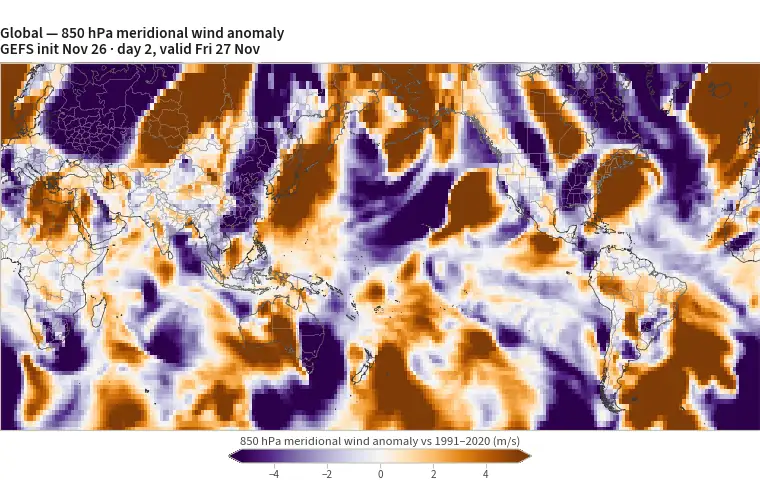 Global — 850 hPa meridional wind anomaly
GEFS init Nov 26 · day 2, valid Fri 27 Nov
850 hPa meridional wind anomaly vs 1991–2020 (m/s)
−4 −2 0 2 4